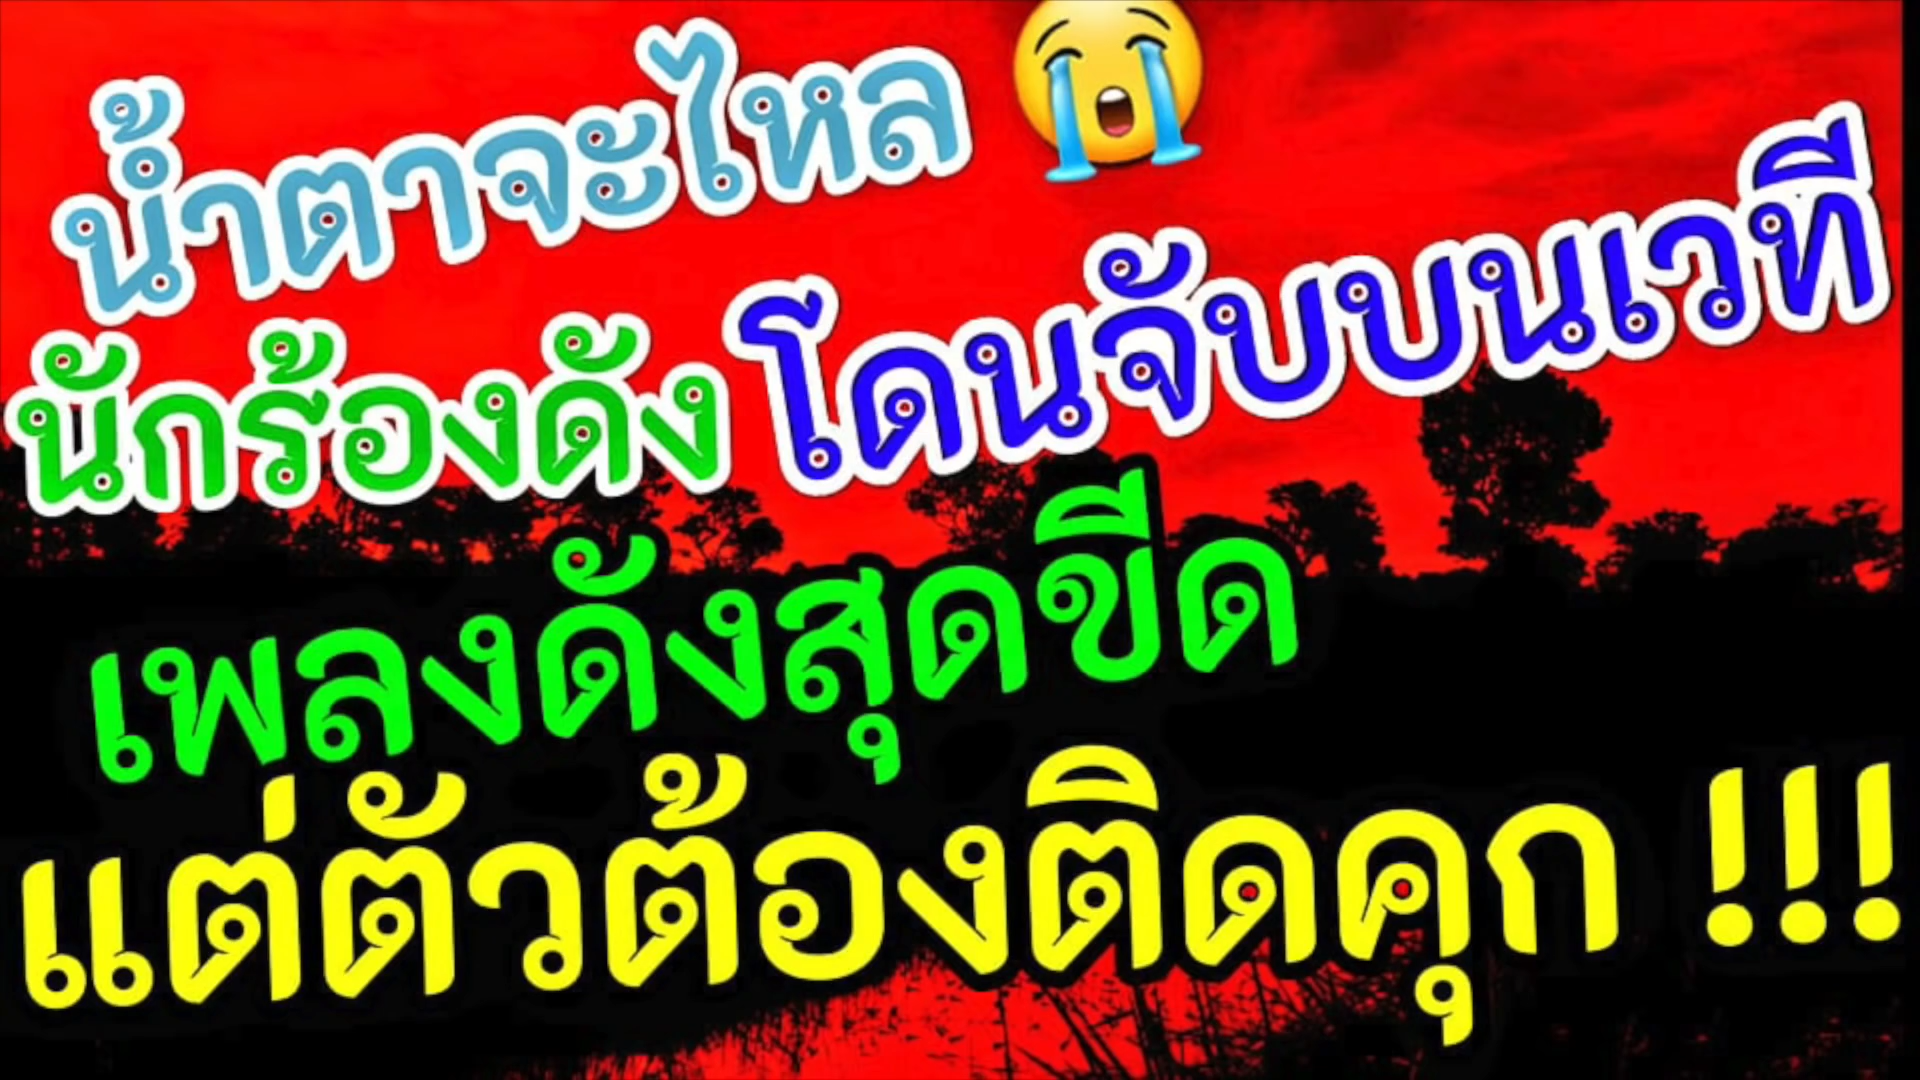 น้ำตาจะไหล 😭
นักร้องดัง โดนจับบนเวที
เพลงดังสุดขีด
แต่ตัวต้องติดคุก !!!